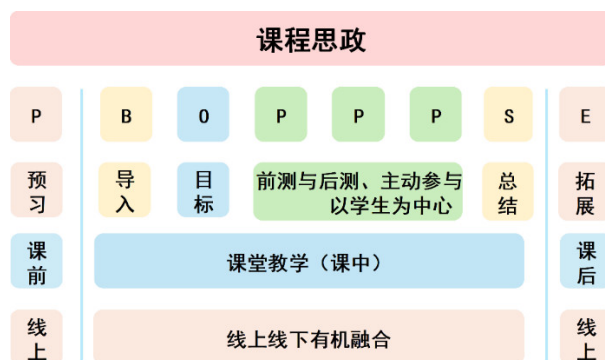 课程思政
P B O P P P S E
预习 导入 目标 前测与后测、主动参与 总结 拓展
以学生为中心
课前 课堂教学（课中） 课后
线上 线上线下有机融合 线上